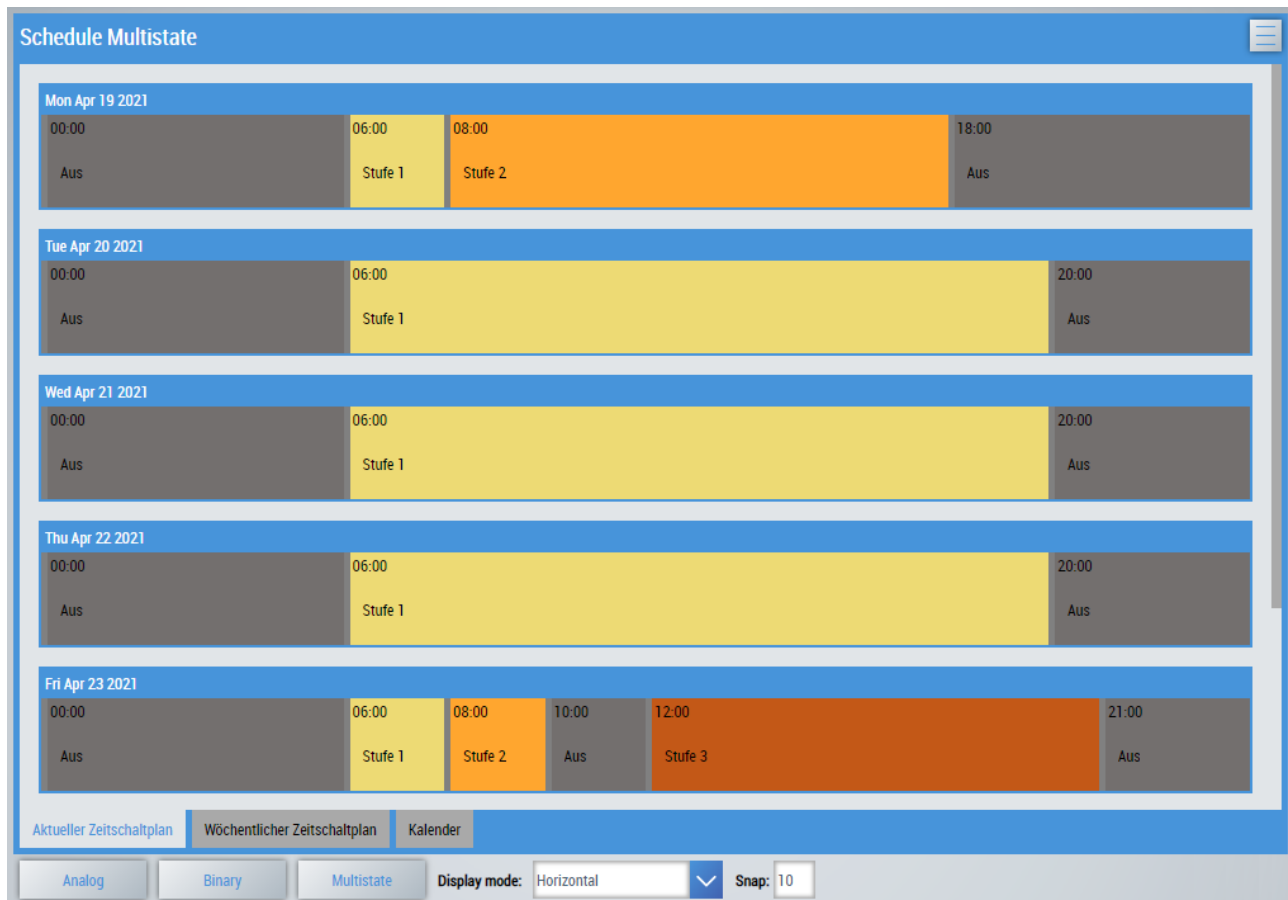 Schedule Multistate
Mon Apr 19 2021
00:00 06:00 08:00 18:00
Aus Stufe 1 Stufe 2 Aus
Tue Apr 20 2021
00:00 06:00 20:00
Aus Stufe 1 Aus
Wed Apr 21 2021
00:00 06:00 20:00
Aus Stufe 1 Aus
Thu Apr 22 2021
00:00 06:00 20:00
Aus Stufe 1 Aus
Fri Apr 23 2021
00:00 06:00 08:00 10:00 12:00 21:00
Aus Stufe 1 Stufe 2 Aus Stufe 3 Aus
Aktueller Zeitschaltplan Wöchentlicher Zeitschaltplan Kalender
Analog Binary Multistate Display mode: Horizontal Snap: 10